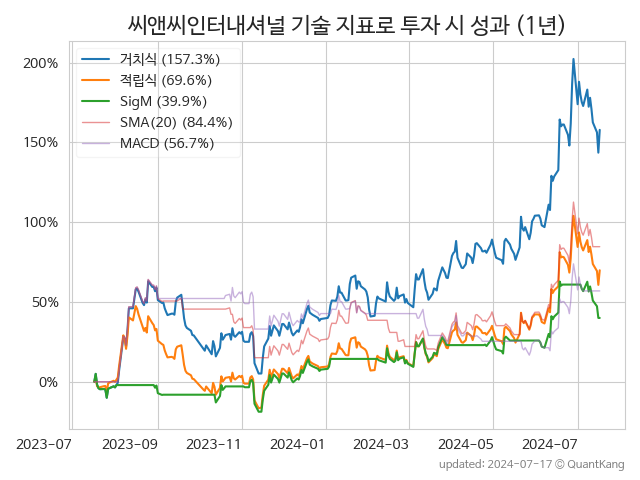 씨앤씨인터내셔널 기술 지표로 투자 시 성과 (1년)
거치식 (157.3%)
적립식 (69.6%)
SigM (39.9%)
SMA(20) (84.4%)
MACD (56.7%)
200%
150%
100%
50%
0%
2023-07 2023-09 2023-11 2024-01 2024-03 2024-05 2024-07
updated: 2024-07-17 © QuantKang